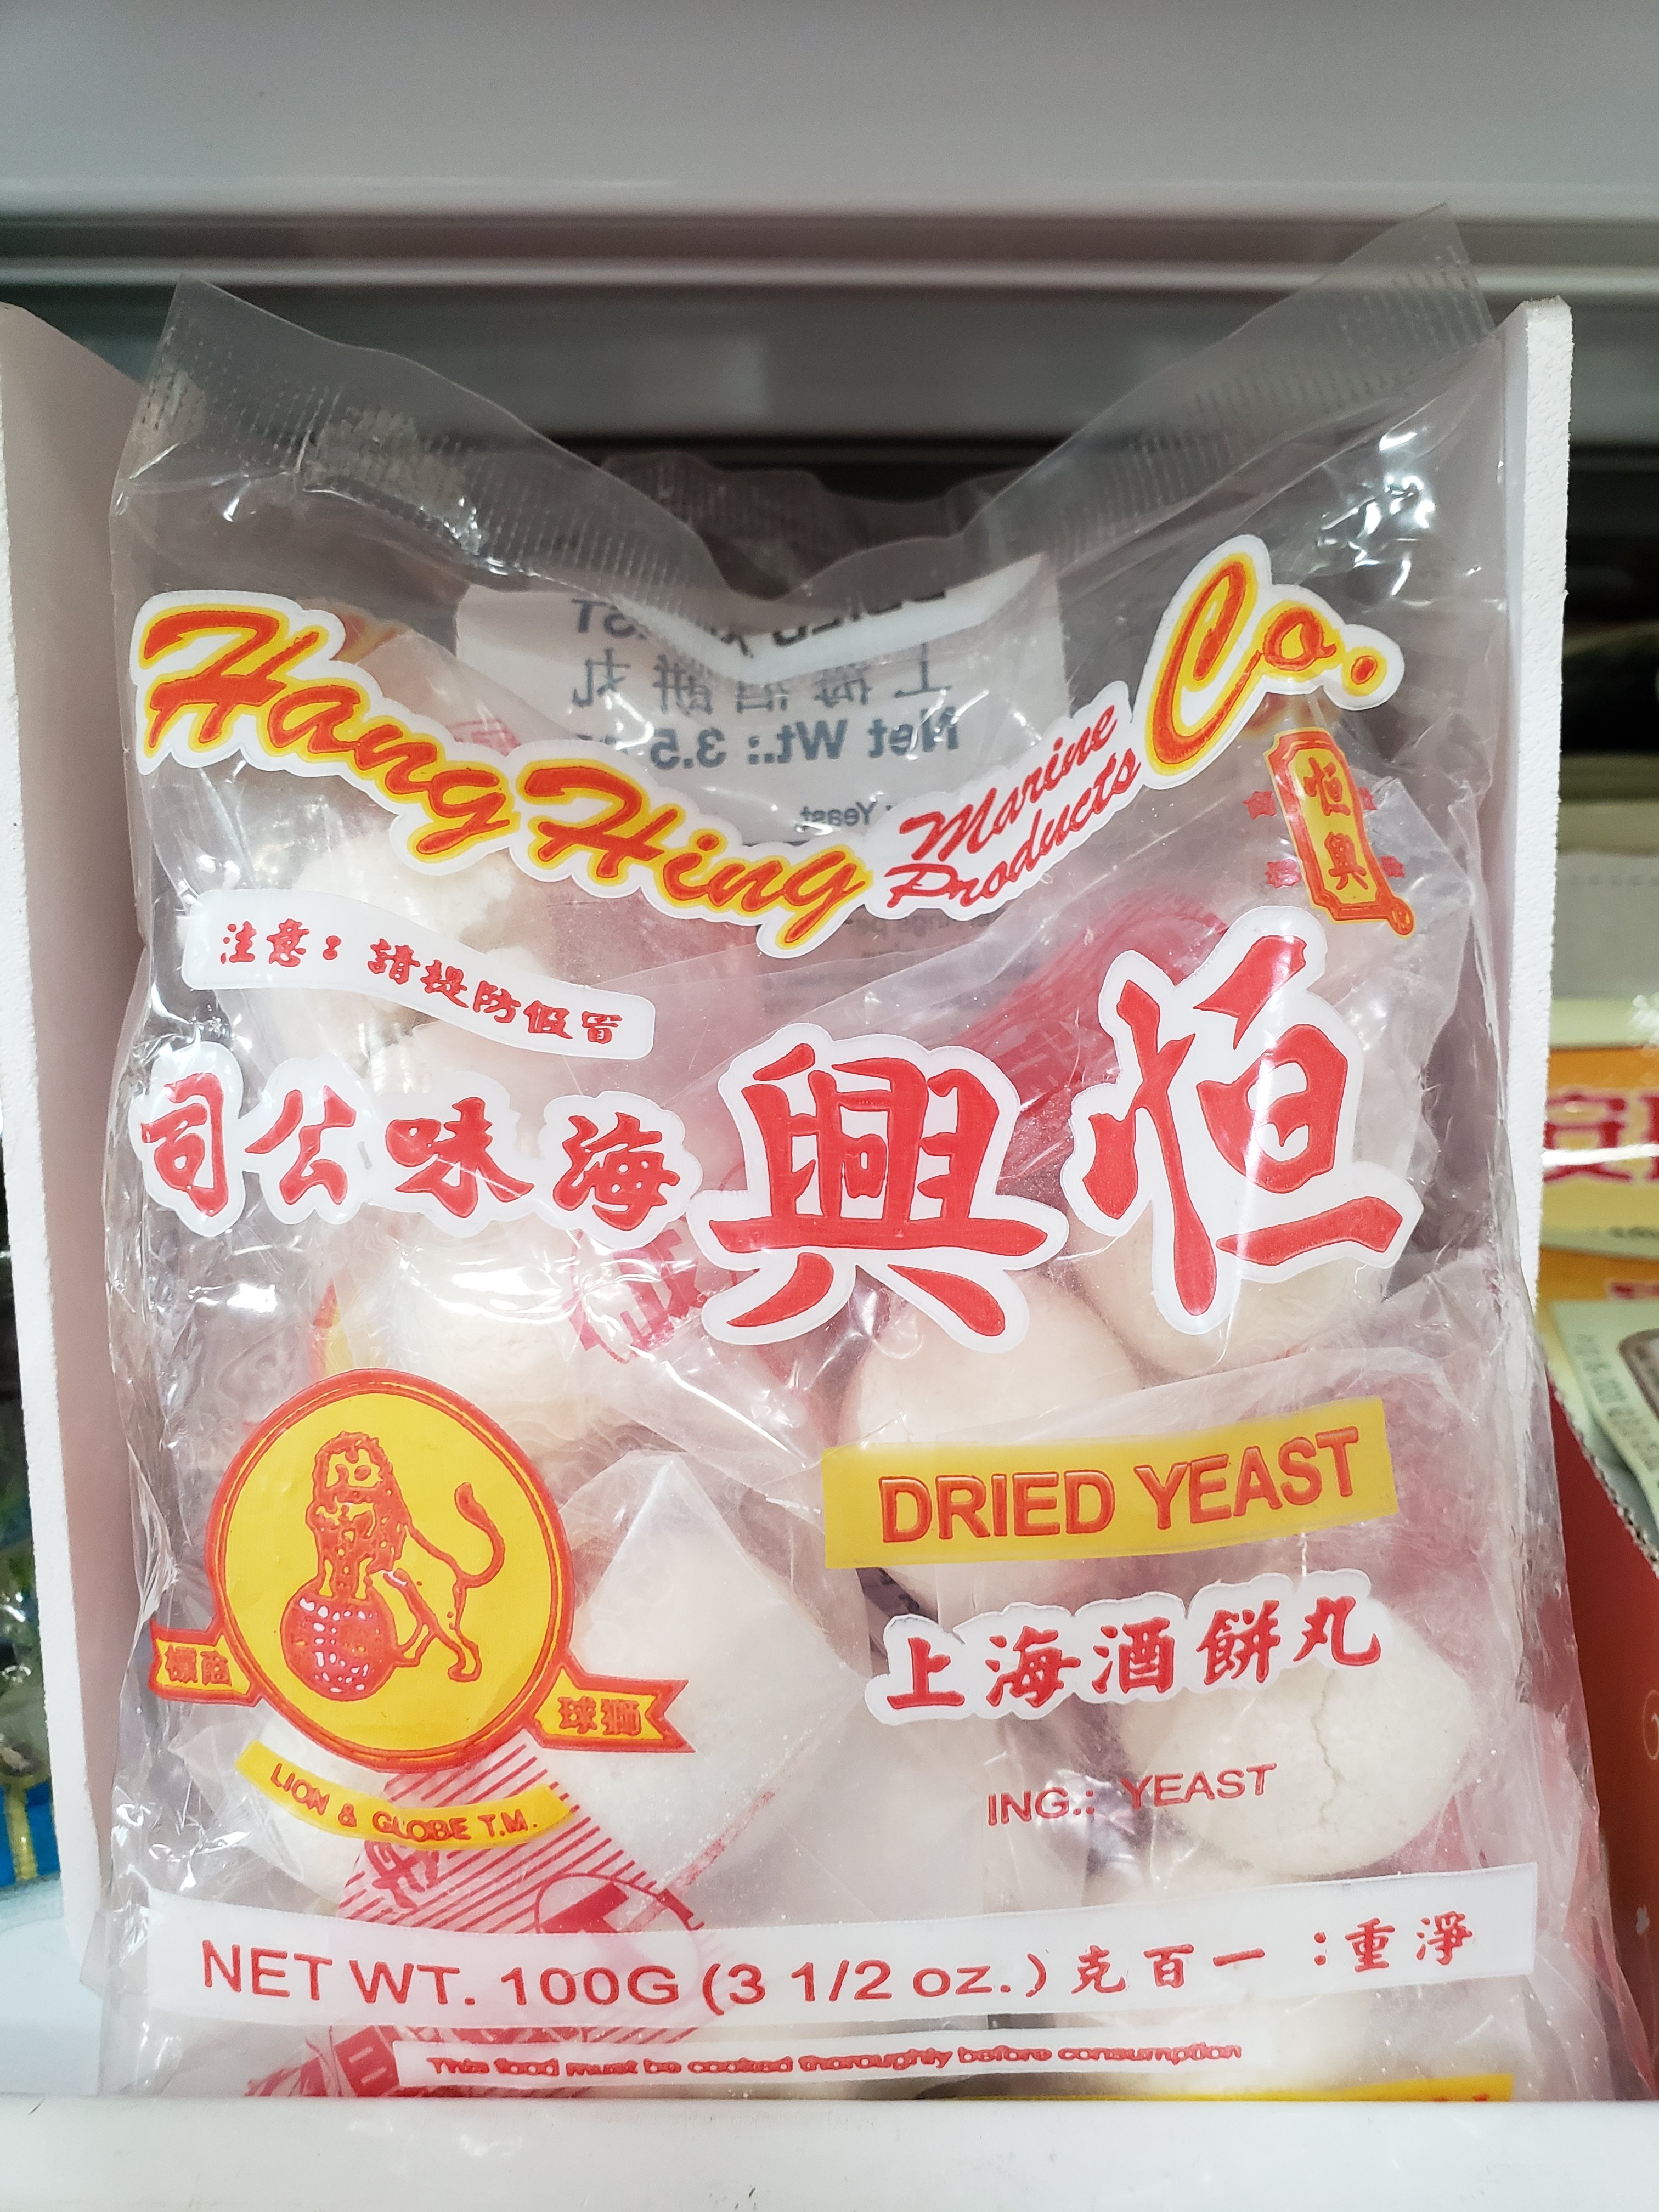 Hang Hing Marine Products Co.
恒興
注意：請提防假冒
司公味海 興恒
DRIED YEAST
上海酒餅丸
標商 球獅
LION & GLOBE T.M.
ING.: YEAST
NET WT. 100G (3 1/2 oz.) 克百一：重淨
This food must be cooked thoroughly before consumption
上海酒餅丸
Net Wt.: 3.5
Yeast